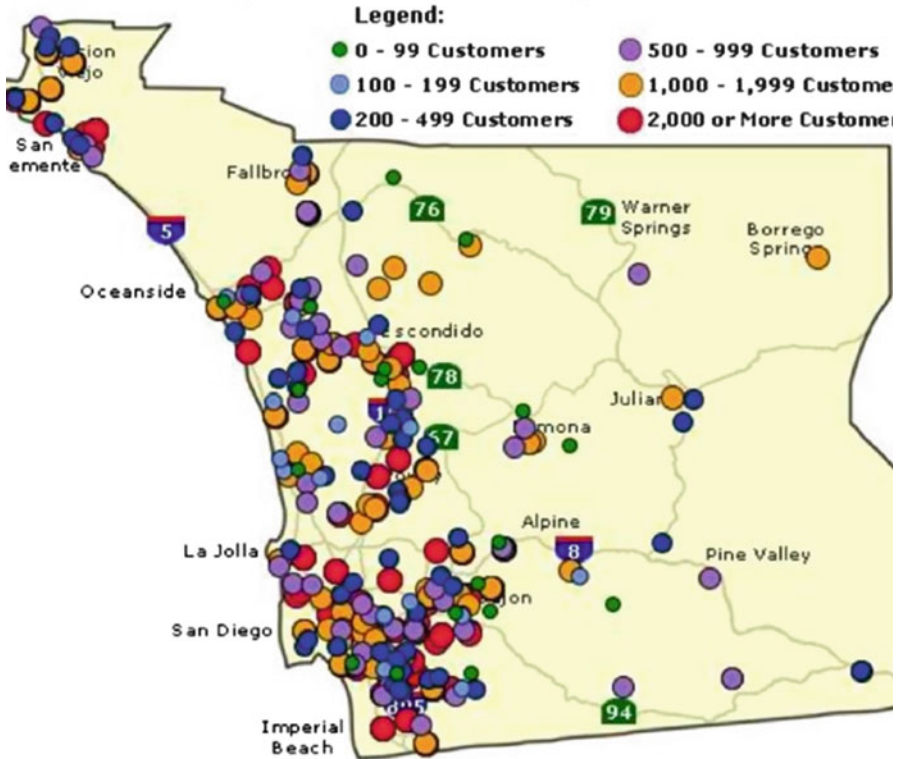 Legend:
0 - 99 Customers
100 - 199 Customers
200 - 499 Customers
500 - 999 Customers
1,000 - 1,999 Custome
2,000 or More Custome
San
emente
Fallbro
5
76
79
Warner
Springs
Borrego
Spring
Oceanside
Escondido
78
Julian
67
mona
La Jolla
Alpine
8
Pine Valley
San Diego
jon
94
Imperial
Beach